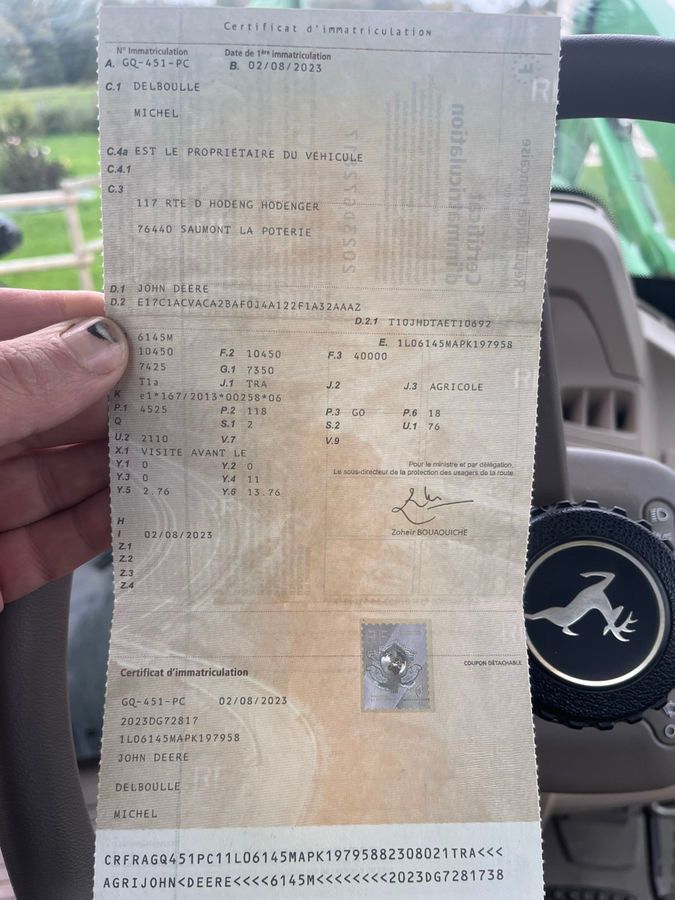 Certificat d'immatriculation
N° Immatriculation Date de 1ère immatriculation
A. GQ-451-PC B. 02/08/2023
C.1 DELBOULLE
MICHEL
C.4a EST LE PROPRIÉTAIRE DU VÉHICULE
C.4.1
C.3
117 RTE D HODENG HODENGER
76440 SAUMONT LA POTERIE
D.1 JOHN DEERE
D.2 E17C1ACVACA2BAF0J4A122F1A32AAAZ
D.2.1 T10JHDTAET10692
6145M E. 1L06145MAPK197958
10450 F.2 10450 F.3 40000
7425 G.1 7350
T1a J.1 TRA J.2 J.3 AGRICOLE
K e1*167/2013*00258*06
P.1 4525 P.2 118 P.3 GO P.6 18
Q S.1 2 S.2 U.1 76
U.2 2110 V.7 V.9
X.1 VISITE AVANT LE
Y.1 0 Y.2 0
Y.3 0 Y.4 11
Y.5 2.76 Y.6 13.76
Pour le ministre et par délégation,
Le sous-directeur de la protection des usagers de la route
Zoheir BOUAOUICHE
H
I 02/08/2023
Z.1
Z.2
Z.3
Z.4
Certificat d'immatriculation COUPON DÉTACHABLE
GQ-451-PC 02/08/2023
2023DG72817
1L06145MAPK197958
JOHN DEERE
DELBOULLE
MICHEL
CRFRAGQ451PC11L06145MAPK19795882308021TRA<<<
AGRIJOHN<DEERE<<<<6145M<<<<<<<<2023DG7281738